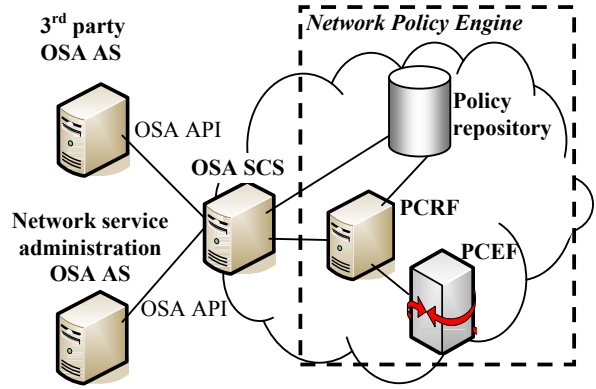 3rd party
OSA AS
Network Policy Engine
Policy
repository
OSA API
OSA SCS
PCRF
Network service
administration
OSA AS
PCEF
OSA API